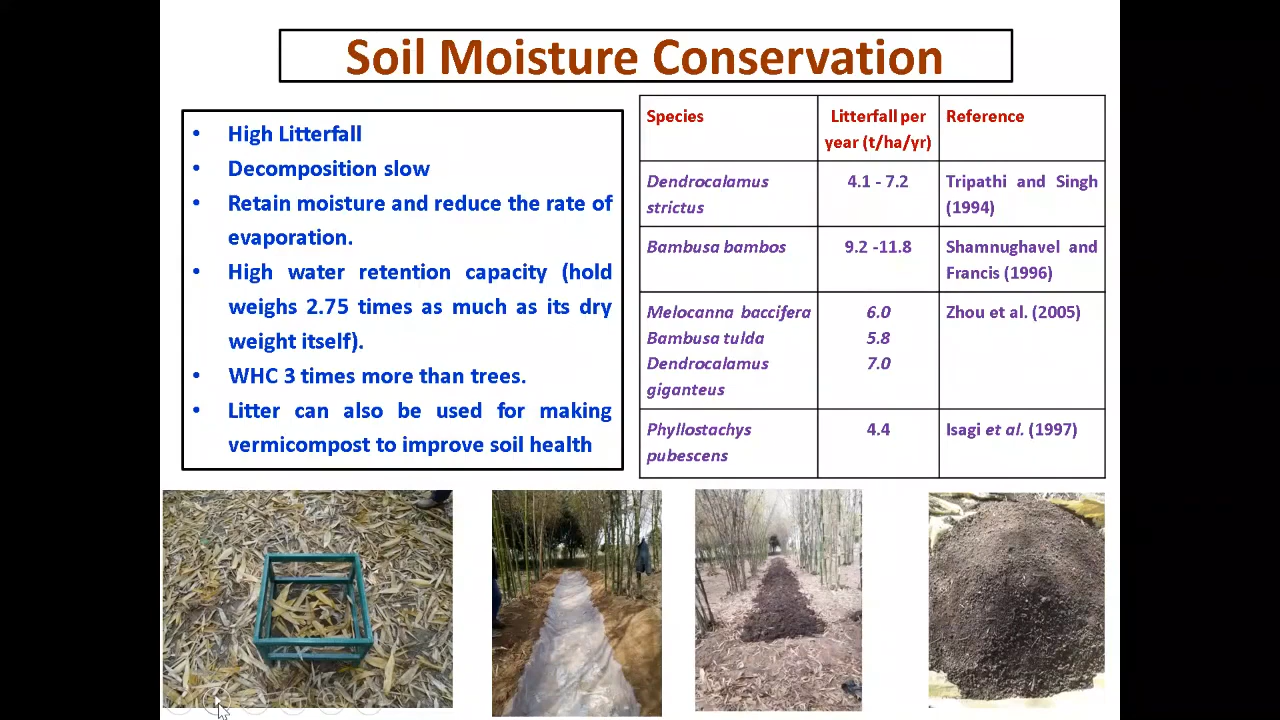 Soil Moisture Conservation
• High Litterfall
• Decomposition slow
• Retain moisture and reduce the rate of
evaporation.
• High water retention capacity (hold
weighs 2.75 times as much as its dry
weight itself).
• WHC 3 times more than trees.
• Litter can also be used for making
vermicompost to improve soil health
Species Litterfall per Reference
year (t/ha/yr)
Dendrocalamus 4.1 - 7.2 Tripathi and Singh
strictus (1994)
Bambusa bambos 9.2 -11.8 Shamnughavel and
Francis (1996)
Melocanna baccifera 6.0 Zhou et al. (2005)
Bambusa tulda 5.8
Dendrocalamus 7.0
giganteus
Phyllostachys 4.4 Isagi et al. (1997)
pubescens